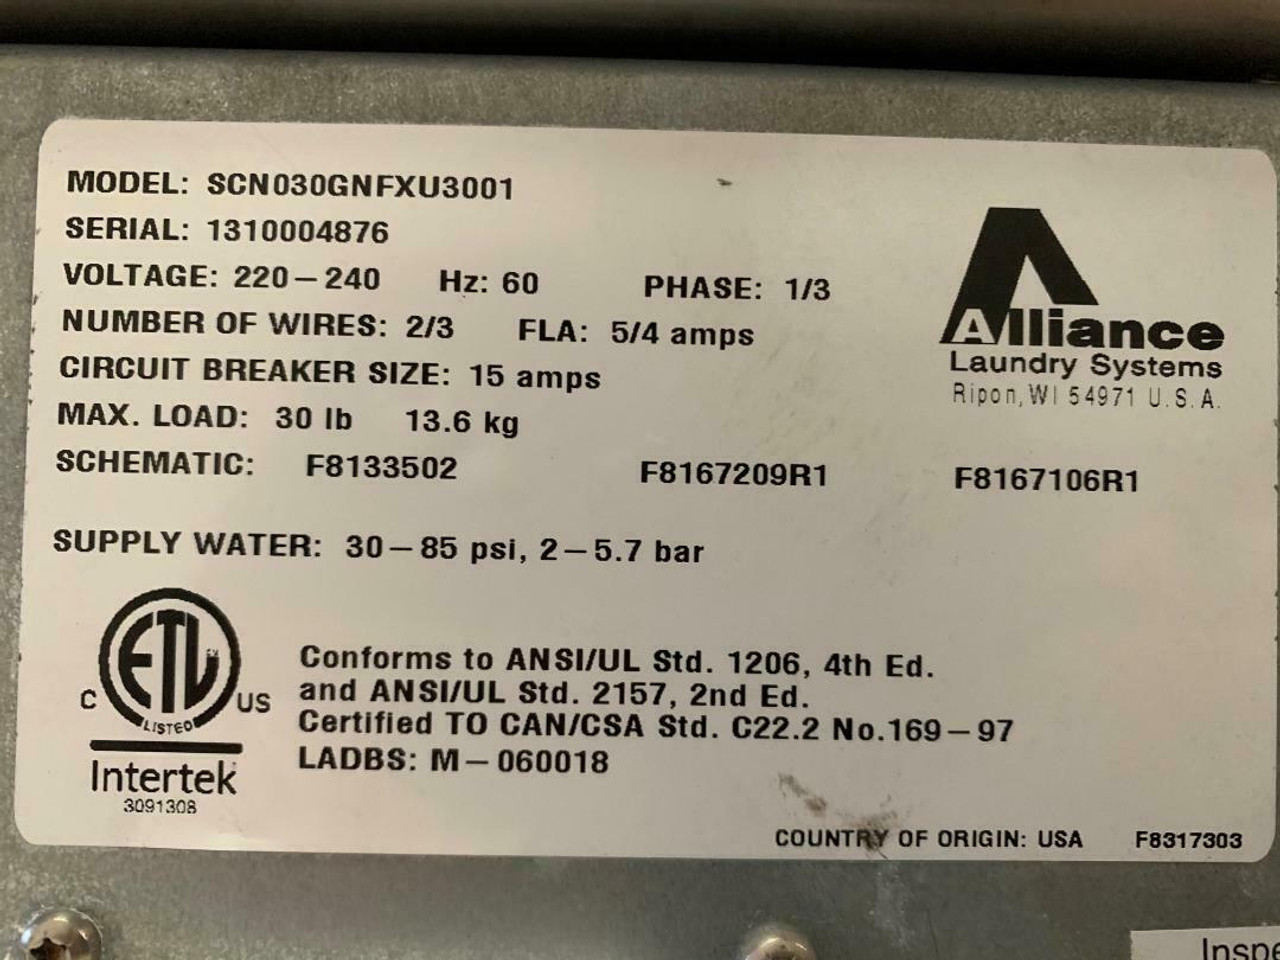 MODEL: SCN030GNFXU3001
SERIAL: 1310004876
VOLTAGE: 220-240 Hz: 60 PHASE: 1/3
NUMBER OF WIRES: 2/3 FLA: 5/4 amps
CIRCUIT BREAKER SIZE: 15 amps
MAX. LOAD: 30 lb 13.6 kg
SCHEMATIC: F8133502 F8167209R1 F8167106R1
Alliance
Laundry Systems
Ripon, WI 54971 U.S.A.
SUPPLY WATER: 30-85 psi, 2-5.7 bar
C ETL US
LISTED
Intertek
3091308
Conforms to ANSI/UL Std. 1206, 4th Ed.
and ANSI/UL Std. 2157, 2nd Ed.
Certified TO CAN/CSA Std. C22.2 No.169-97
LADBS: M-060018
COUNTRY OF ORIGIN: USA F8317303